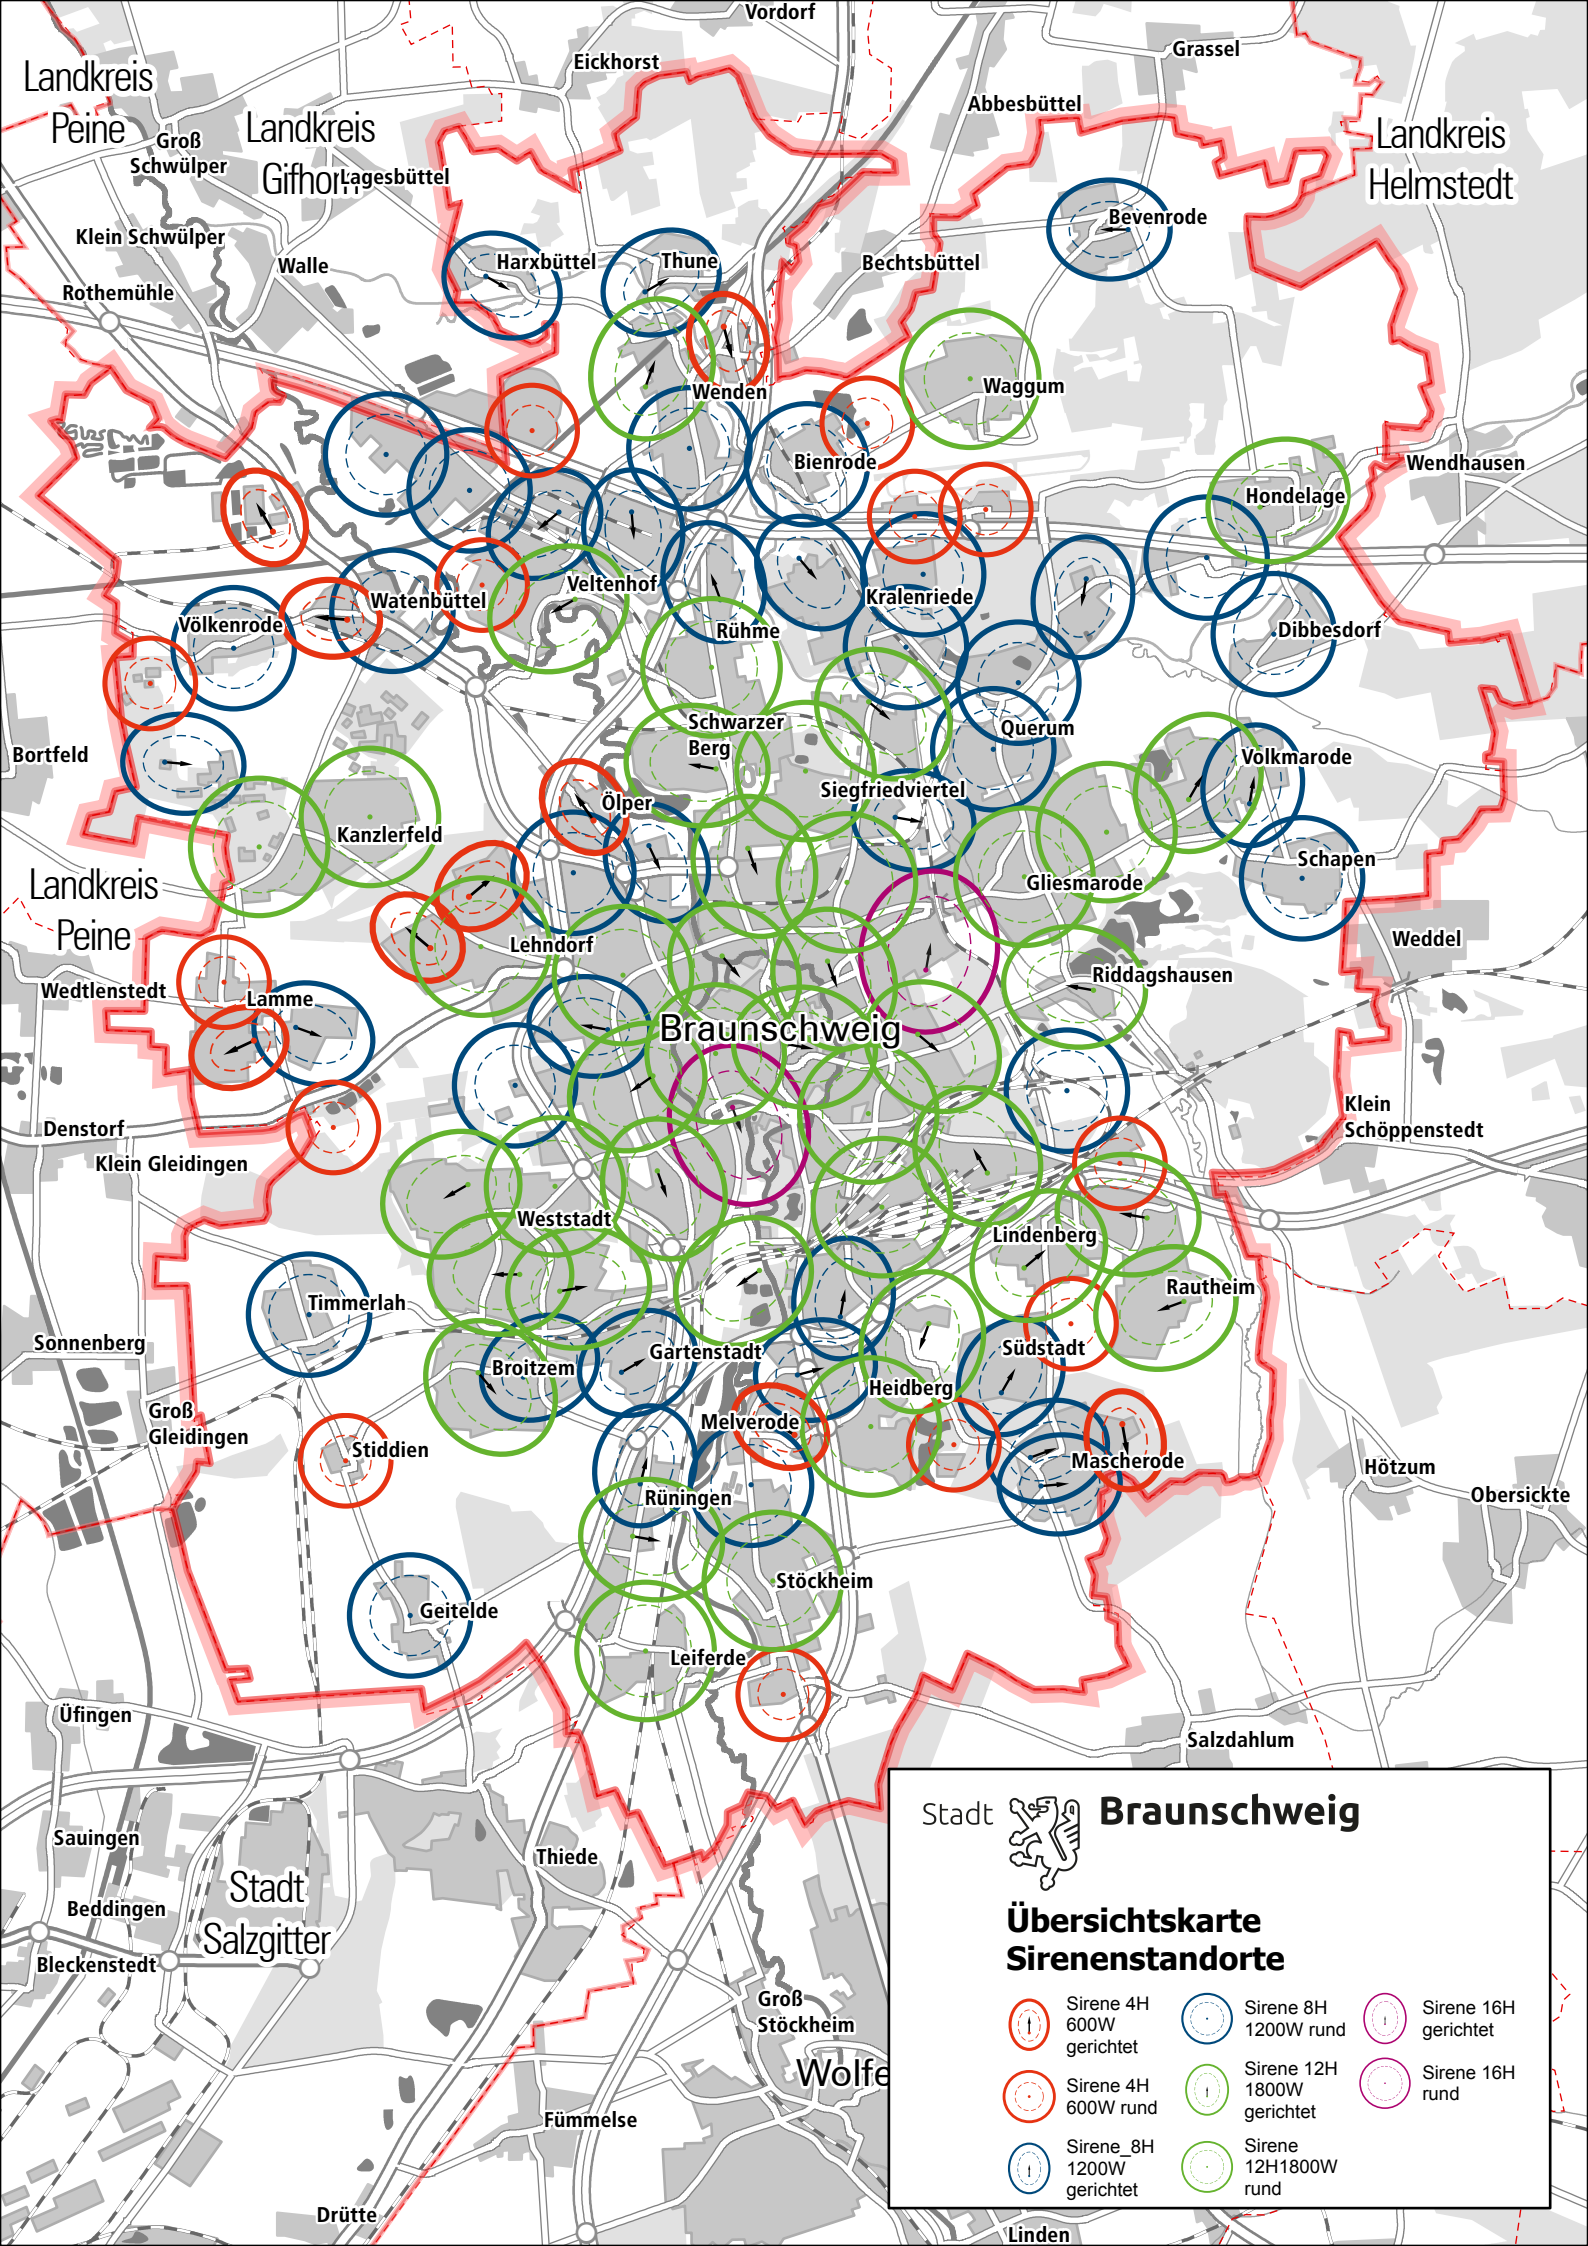 Vordorf
Eickhorst
Grassel
Landkreis
Peine
Landkreis
Gifhorn
Groß
Schwülper
Lagesbüttel
Abbesbüttel
Landkreis
Helmstedt
Klein Schwülper
Walle
Rothemühle
Harxbüttel
Thune
Bechtsbüttel
Bevenrode
Wenden
Waggum
Bienrode
Wendhausen
Hondelage
Veltenhof
Watenbüttel
Völkenrode
Kralenriede
Rühme
Dibbesdorf
Bortfeld
Schwarzer
Berg
Querum
Volkmarode
Siegfriedviertel
Ölper
Kanzlerfeld
Schapen
Gliesmarode
Landkreis
Peine
Lehndorf
Weddel
Riddagshausen
Wedtlenstedt
Lamme
Braunschweig
Denstorf
Klein Gleidingen
Klein
Schöppenstedt
Weststadt
Lindenberg
Rautheim
Timmerlah
Sonnenberg
Gartenstadt
Südstadt
Broitzem
Heidberg
Groß
Gleidingen
Melverode
Stiddien
Mascherode
Hötzum
Obersickte
Rüningen
Stöckheim
Geitelde
Leiferde
Üfingen
Salzdahlum
Sauingen
Thiede
Stadt
Salzgitter
Beddingen
Bleckenstedt
Groß
Stöckheim
Wolfe
Fümmelse
Drütte
Linden
Stadt Braunschweig
Übersichtskarte
Sirenenstandorte
Sirene 4H
600W
gerichtet
Sirene 4H
600W rund
Sirene_8H
1200W
gerichtet
Sirene 8H
1200W rund
Sirene 12H
1800W
gerichtet
Sirene
12H1800W
rund
Sirene 16H
gerichtet
Sirene 16H
rund